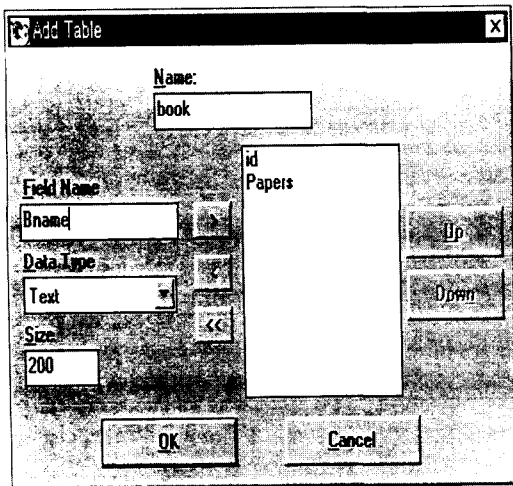 Add Table
Name:
book
id
Papers
Field Name
Bname
>
Up
Data Type
<
Text
Down
Size
<<
200
OK
Cancel